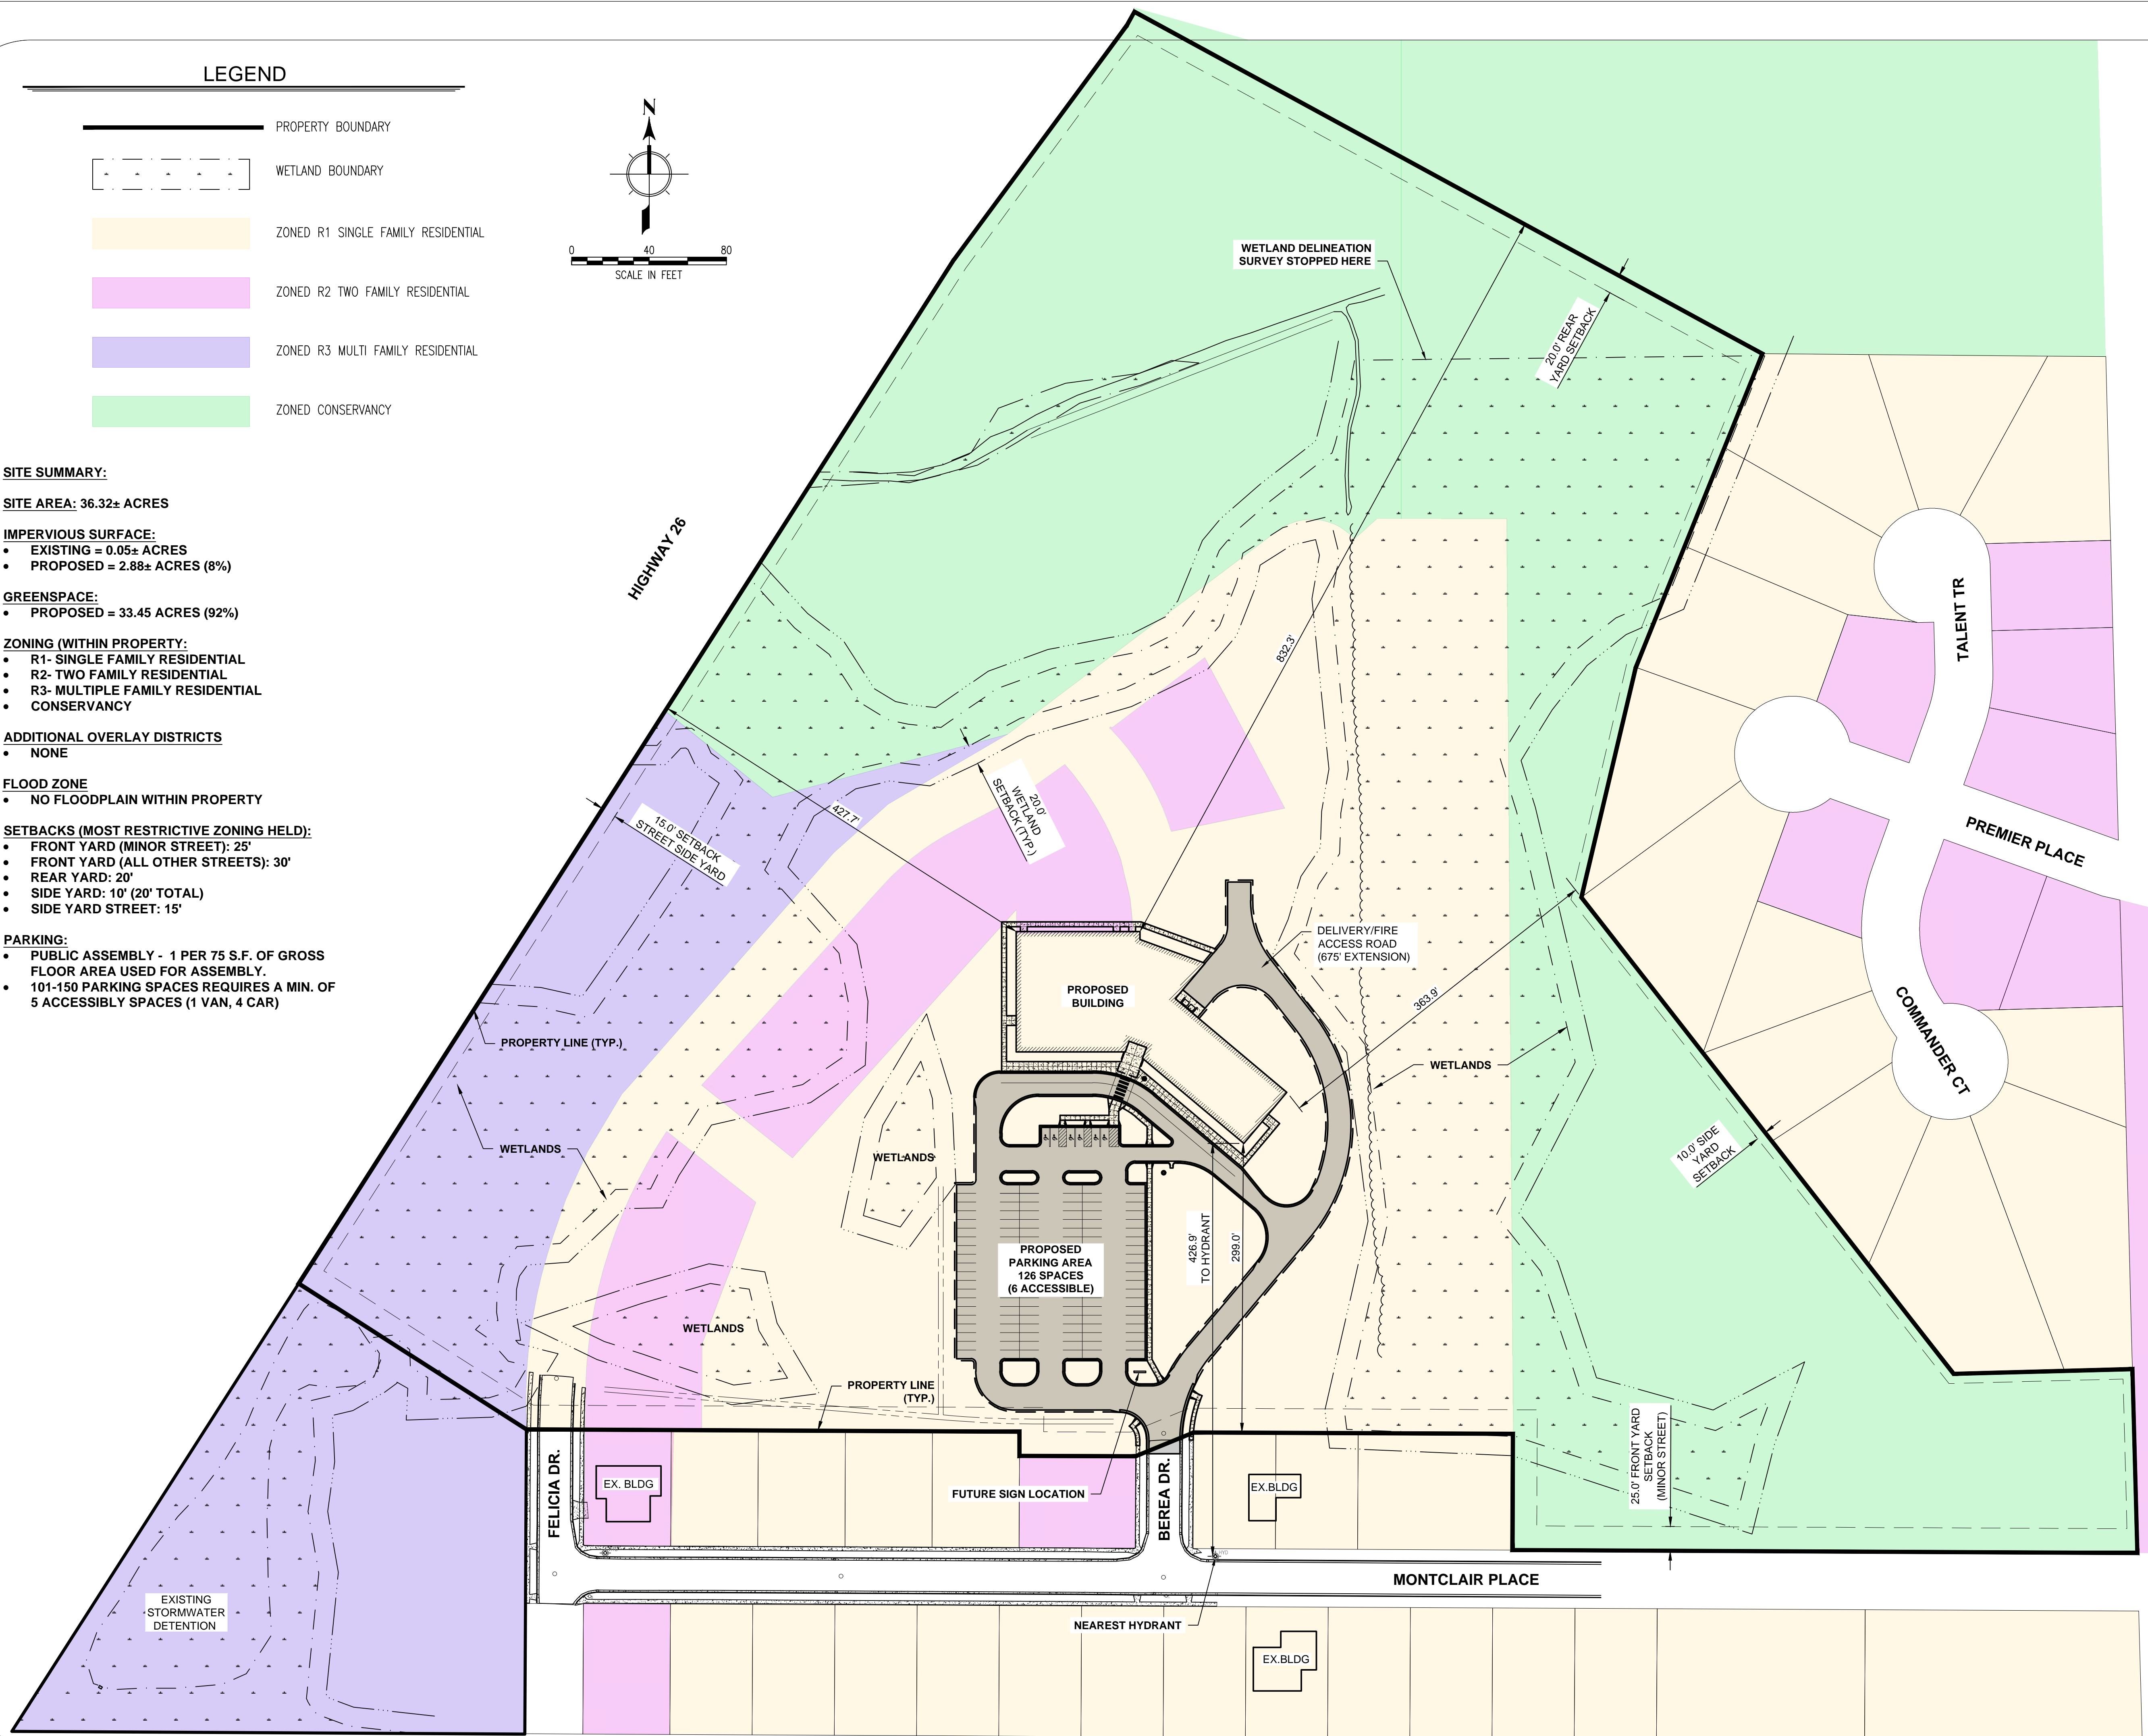 LEGEND
PROPERTY BOUNDARY
WETLAND BOUNDARY
ZONED R1 SINGLE FAMILY RESIDENTIAL
ZONED R2 TWO FAMILY RESIDENTIAL
ZONED R3 MULTI FAMILY RESIDENTIAL
ZONED CONSERVANCY
N
0 40 80
SCALE IN FEET
SITE SUMMARY:
SITE AREA: 36.32± ACRES
IMPERVIOUS SURFACE:
• EXISTING = 0.05± ACRES
• PROPOSED = 2.88± ACRES (8%)
GREENSPACE:
• PROPOSED = 33.45 ACRES (92%)
ZONING (WITHIN PROPERTY:
• R1- SINGLE FAMILY RESIDENTIAL
• R2- TWO FAMILY RESIDENTIAL
• R3- MULTIPLE FAMILY RESIDENTIAL
• CONSERVANCY
ADDITIONAL OVERLAY DISTRICTS
• NONE
FLOOD ZONE
• NO FLOODPLAIN WITHIN PROPERTY
SETBACKS (MOST RESTRICTIVE ZONING HELD):
• FRONT YARD (MINOR STREET): 25'
• FRONT YARD (ALL OTHER STREETS): 30'
• REAR YARD: 20'
• SIDE YARD: 10' (20' TOTAL)
• SIDE YARD STREET: 15'
PARKING:
• PUBLIC ASSEMBLY - 1 PER 75 S.F. OF GROSS
FLOOR AREA USED FOR ASSEMBLY.
• 101-150 PARKING SPACES REQUIRES A MIN. OF
5 ACCESSIBLY SPACES (1 VAN, 4 CAR)
WETLAND DELINEATION
SURVEY STOPPED HERE
20.0' REAR
YARD SETBACK
HIGHWAY 26
832.3'
427.7'
15.0' SETBACK
STREET SIDE YARD
20.0'
WETLAND
SETBACK (TYP.)
TALENT TR
PREMIER PLACE
COMMANDER CT
DELIVERY/FIRE
ACCESS ROAD
(675' EXTENSION)
363.9'
PROPOSED
BUILDING
PROPERTY LINE (TYP.)
WETLANDS
WETLANDS
WETLANDS
WETLANDS
10.0' SIDE
YARD
SETBACK
PROPOSED
PARKING AREA
126 SPACES
(6 ACCESSIBLE)
426.9'
TO HYDRANT
299.0'
PROPERTY LINE
(TYP.)
25.0' FRONT YARD
SETBACK
(MINOR STREET)
FELICIA DR.
EX. BLDG
FUTURE SIGN LOCATION
BEREA DR.
EX.BLDG
HYD
MONTCLAIR PLACE
EXISTING
STORMWATER
DETENTION
NEAREST HYDRANT
EX.BLDG